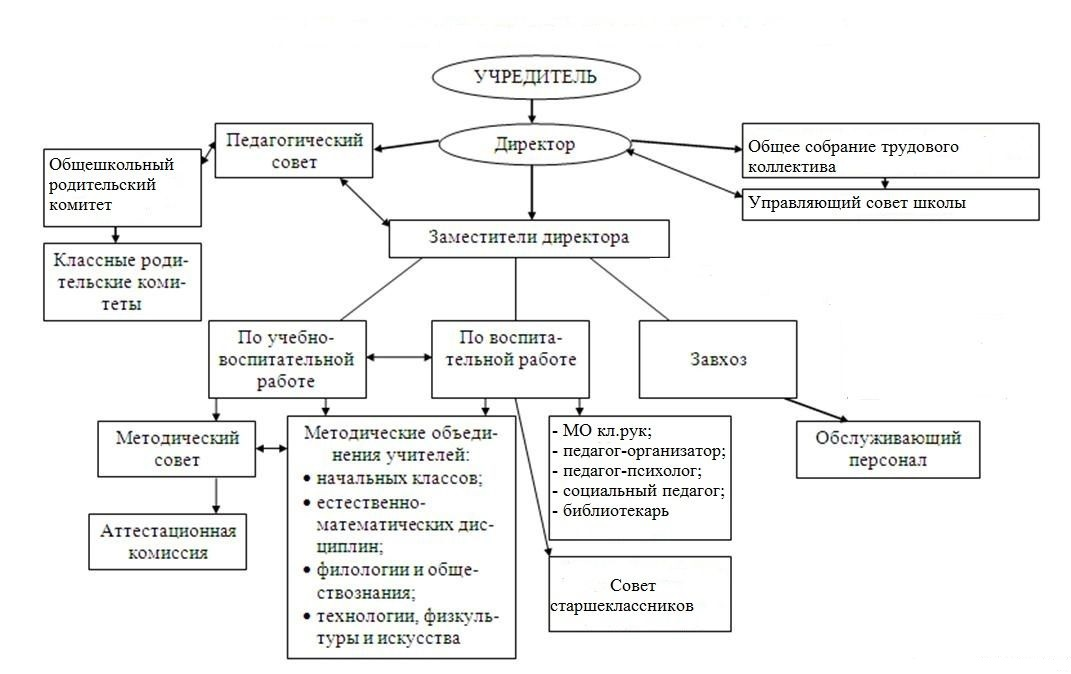 УЧРЕДИТЕЛЬ
Директор
Педагогический
совет
Общешкольный
родительский
комитет
Классные роди-
тельские коми-
теты
Общее собрание трудового
коллектива
Управляющий совет школы
Заместители директора
По учебно-
воспитательной
работе
По воспита-
тельной работе
Завхоз
Методический
совет
Аттестационная
комиссия
Методические объеди-
нения учителей:
• начальных классов;
• естественно-
математических дис-
циплин;
• филологии и обще-
ствознания;
• технологии, физкуль-
туры и искусства
- МО кл.рук;
- педагог-организатор;
- педагог-психолог;
- социальный педагог;
- библиотекарь
Совет
старшеклассников
Обслуживающий
персонал